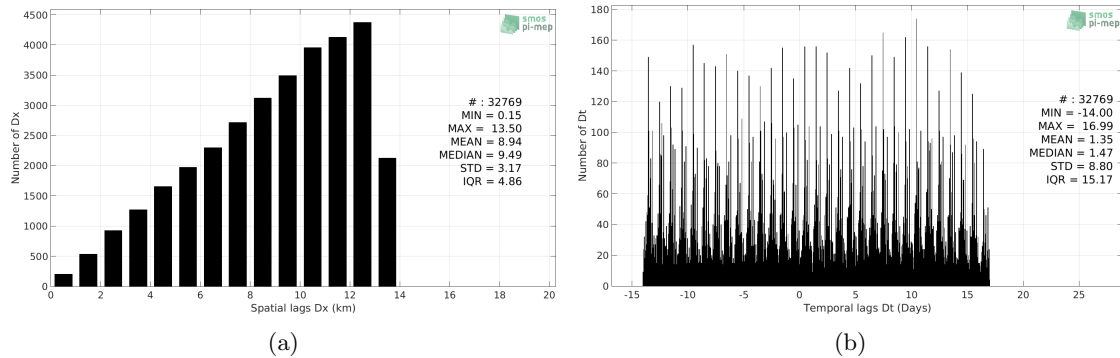 4500
4000
3500
3000
2500
2000
1500
1000
500
0
Number of Dx
0 2 4 6 8 10 12 14 16 18 20
Spatial lags Dx (km)
smos
pi-mep
# : 32769
MIN = 0.15
MAX = 13.50
MEAN = 8.94
MEDIAN = 9.49
STD = 3.17
IQR = 4.86
(a)
180
160
140
120
100
80
60
40
20
0
Number of Dt
-15 -10 -5 0 5 10 15 20 25
Temporal lags Dt (Days)
smos
pi-mep
# : 32769
MIN = -14.00
MAX = 16.99
MEAN = 1.35
MEDIAN = 1.47
STD = 8.80
IQR = 15.17
(b)